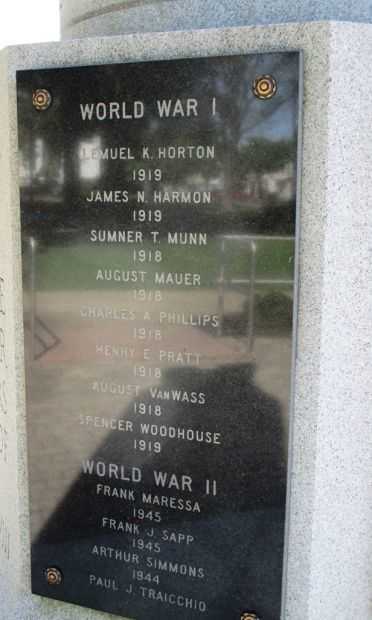 WORLD WAR I
LEMUEL K. HORTON
1919
JAMES N. HARMON
1919
SUMNER T. MUNN
1918
AUGUST MAUER
1918
CHARLES A. PHILLIPS
1918
HENRY E. PRATT
1918
AUGUST VANWASS
1918
SPENCER WOODHOUSE
1919
WORLD WAR II
FRANK MARESSA
1945
FRANK J. SAPP
1945
ARTHUR SIMMONS
1944
PAUL J. TRAICCHIO